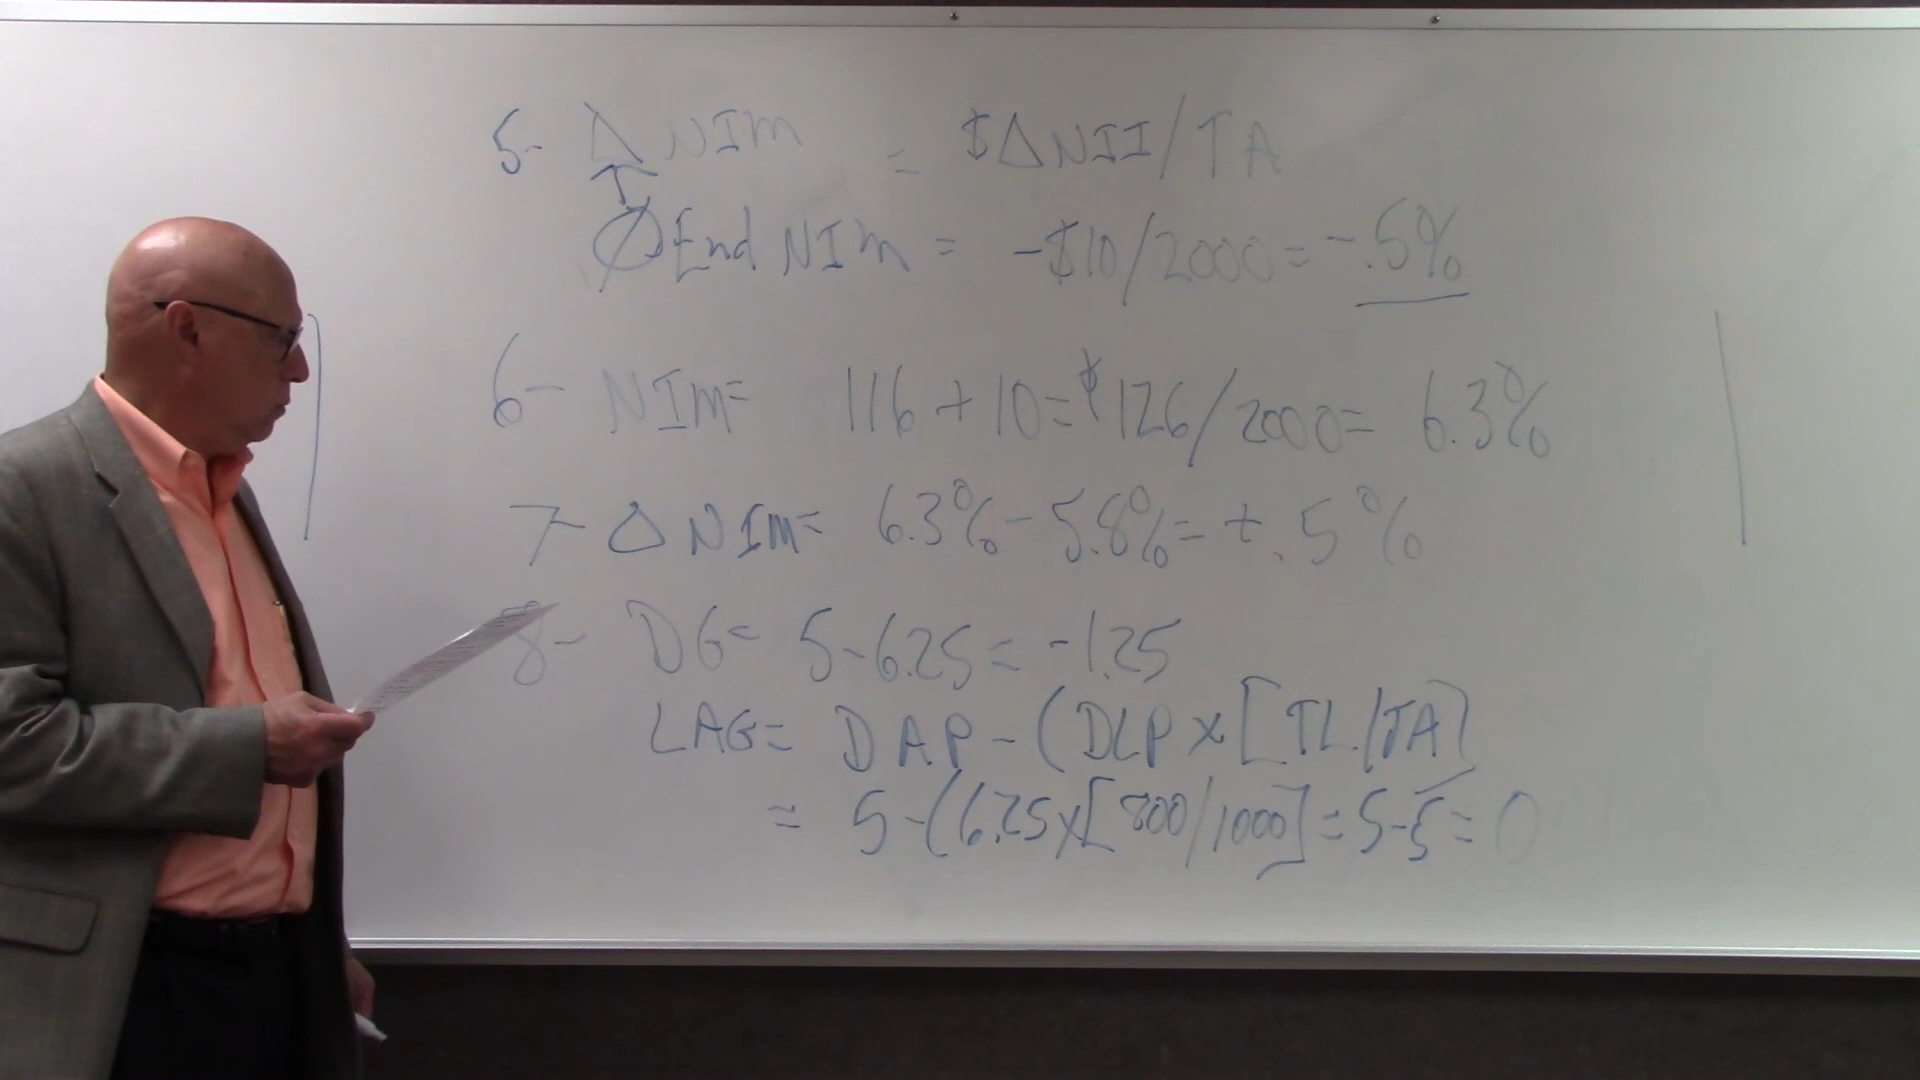 5- Δ NIM = $ΔNII/TA
End NIM = -$10/2000 = -.5%
6- NIM= 116 + 10 = $126/2000 = 6.3%
7- Δ NIM= 6.3% - 5.8% = +.5%
8- DG= 5-6.25 = -1.25
LAG= DAP - (DLP x [TL/TA]
= 5-(6.25x[800/1000] = 5-5 = 0